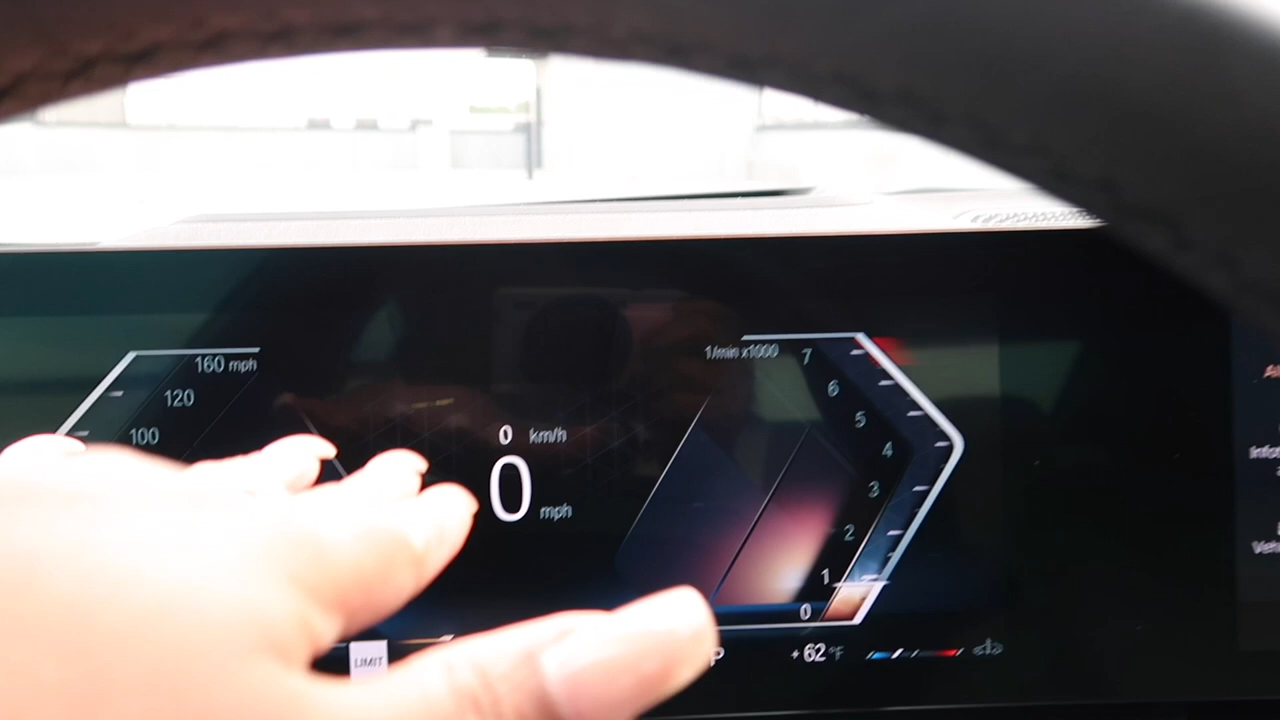 160 mph
120
100
0 km/h
0 mph
1/min x1000
7
6
5
4
3
2
1
0
LIMIT
P
+62 °F